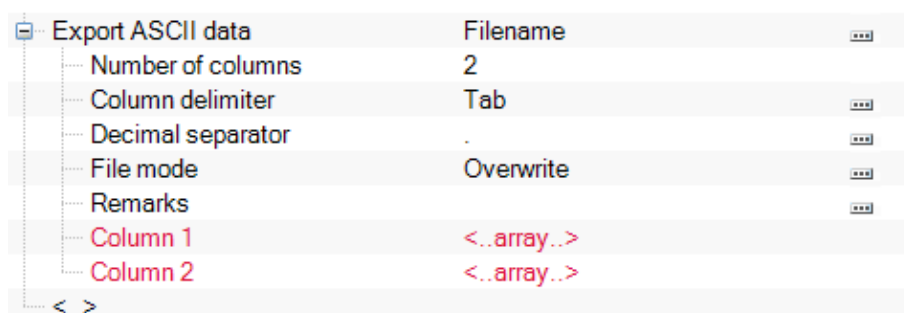 Export ASCII data Filename ...
Number of columns 2
Column delimiter Tab ...
Decimal separator . ...
File mode Overwrite ...
Remarks ...
Column 1 <..array..>
Column 2 <..array..>
<..>